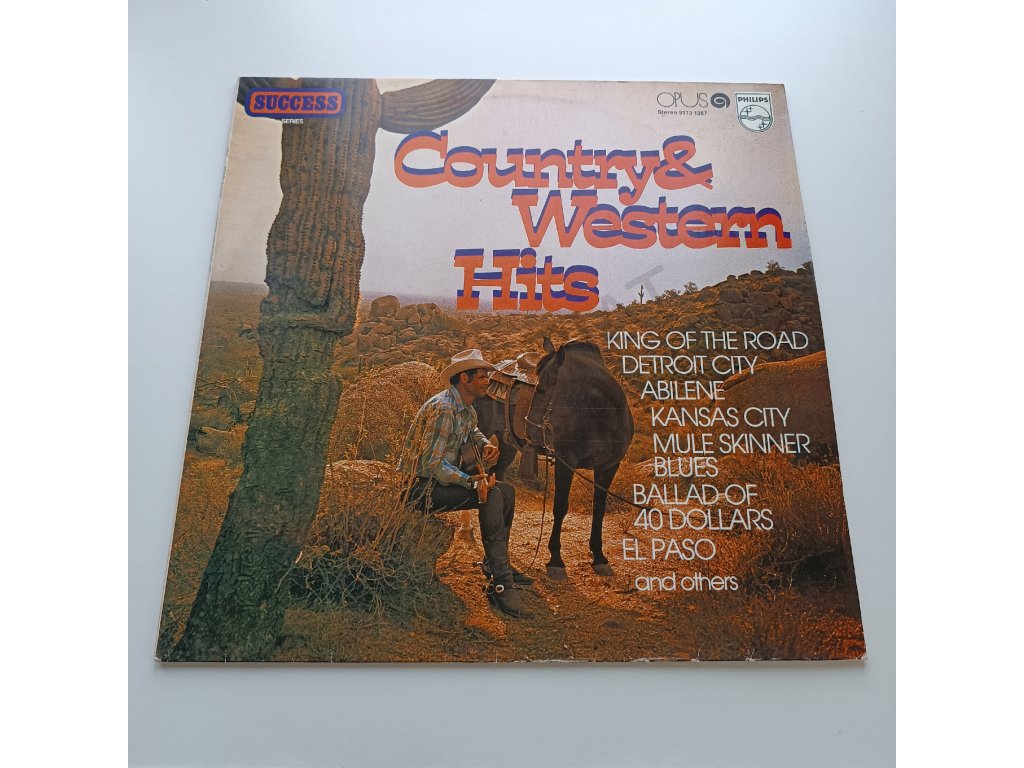 SUCCESS
SERIES
OPUS
Stereo 9113 1287
PHILIPS
Country &
Western
Hits
KING OF THE ROAD
DETROIT CITY
ABILENE
KANSAS CITY
MULE SKINNER
BLUES
BALLAD OF
40 DOLLARS
EL PASO
and others